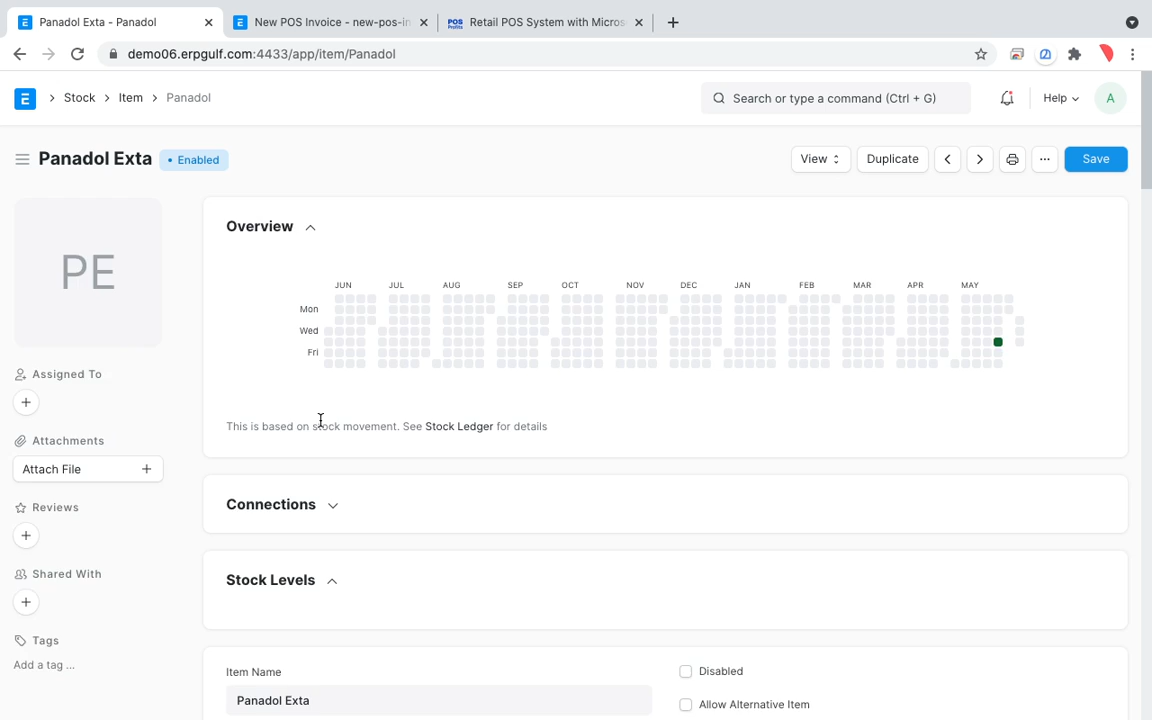 Panadol Exta - Panadol
New POS Invoice - new-pos-in
POS Retail POS System with Micros
demo06.erpgulf.com:4433/app/item/Panadol
E Stock Item Panadol
Search or type a command (Ctrl + G)
Help
A
Panadol Exta
Enabled
View
Duplicate
Save
PE
Overview
JUN JUL AUG SEP OCT NOV DEC JAN FEB MAR APR MAY
Mon
Wed
Fri
This is based on stock movement. See Stock Ledger for details
Assigned To
Attachments
Attach File
Reviews
Shared With
Tags
Add a tag ...
Connections
Stock Levels
Item Name
Panadol Exta
Disabled
Allow Alternative Item